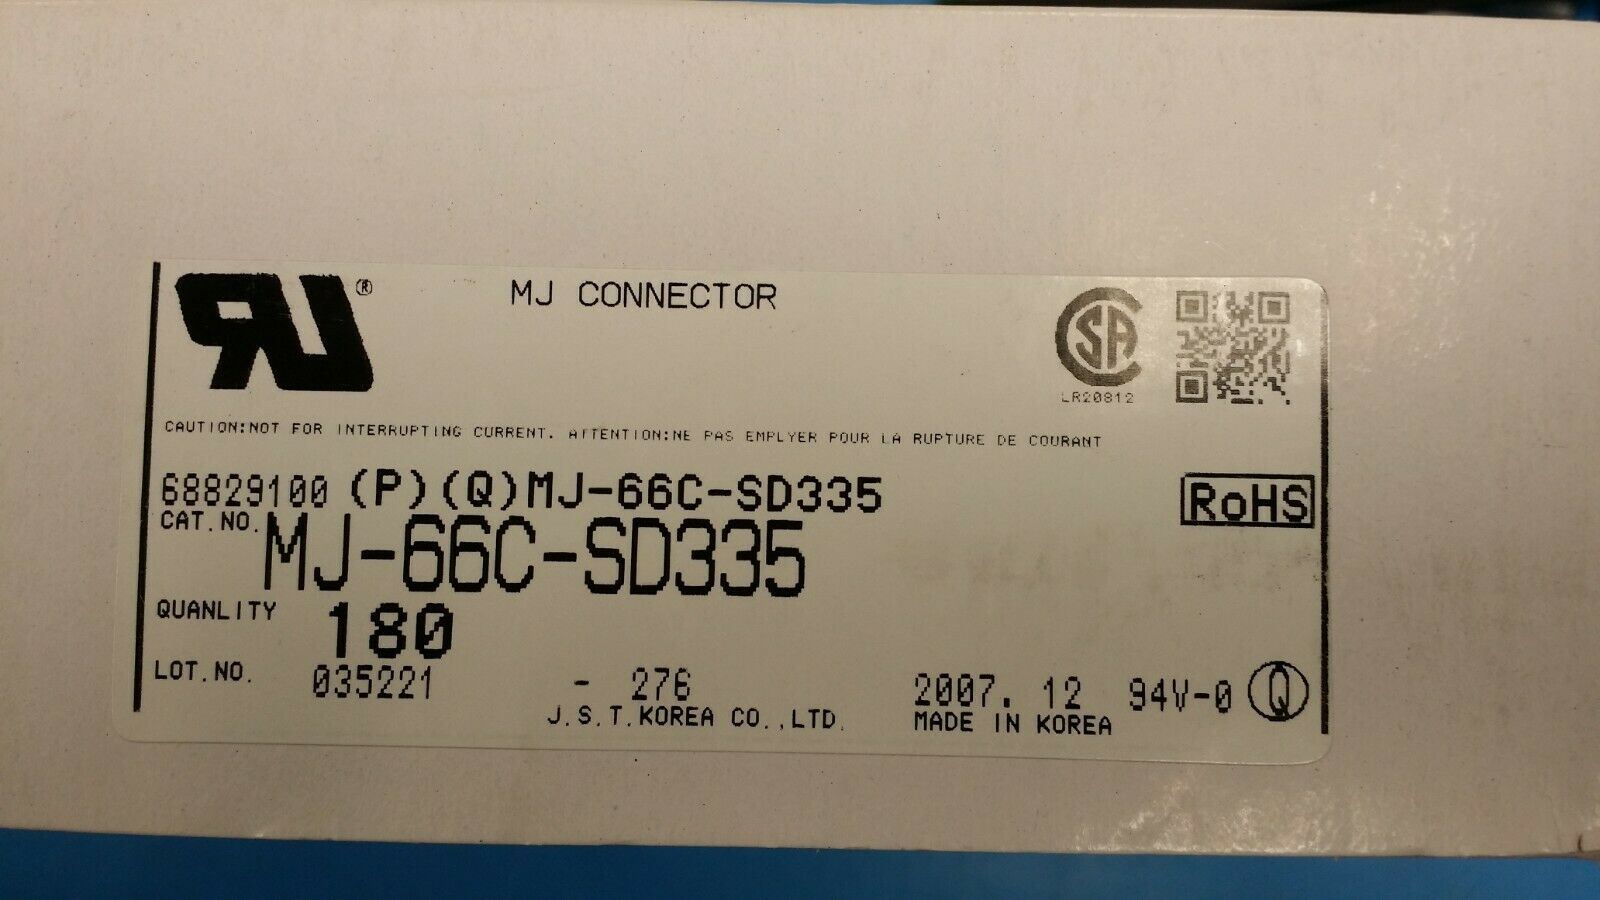 RU® MJ CONNECTOR CSA
LR20812
CAUTION:NOT FOR INTERRUPTING CURRENT. ATTENTION:NE PAS EMPLYER POUR LA RUPTURE DE COURANT
68829100 (P)(Q)MJ-66C-SD335 RoHS
CAT.NO. MJ-66C-SD335
QUANLITY 180
LOT.NO. 035221 - 276 2007. 12 94V-0 Q
J.S.T.KOREA CO.,LTD. MADE IN KOREA